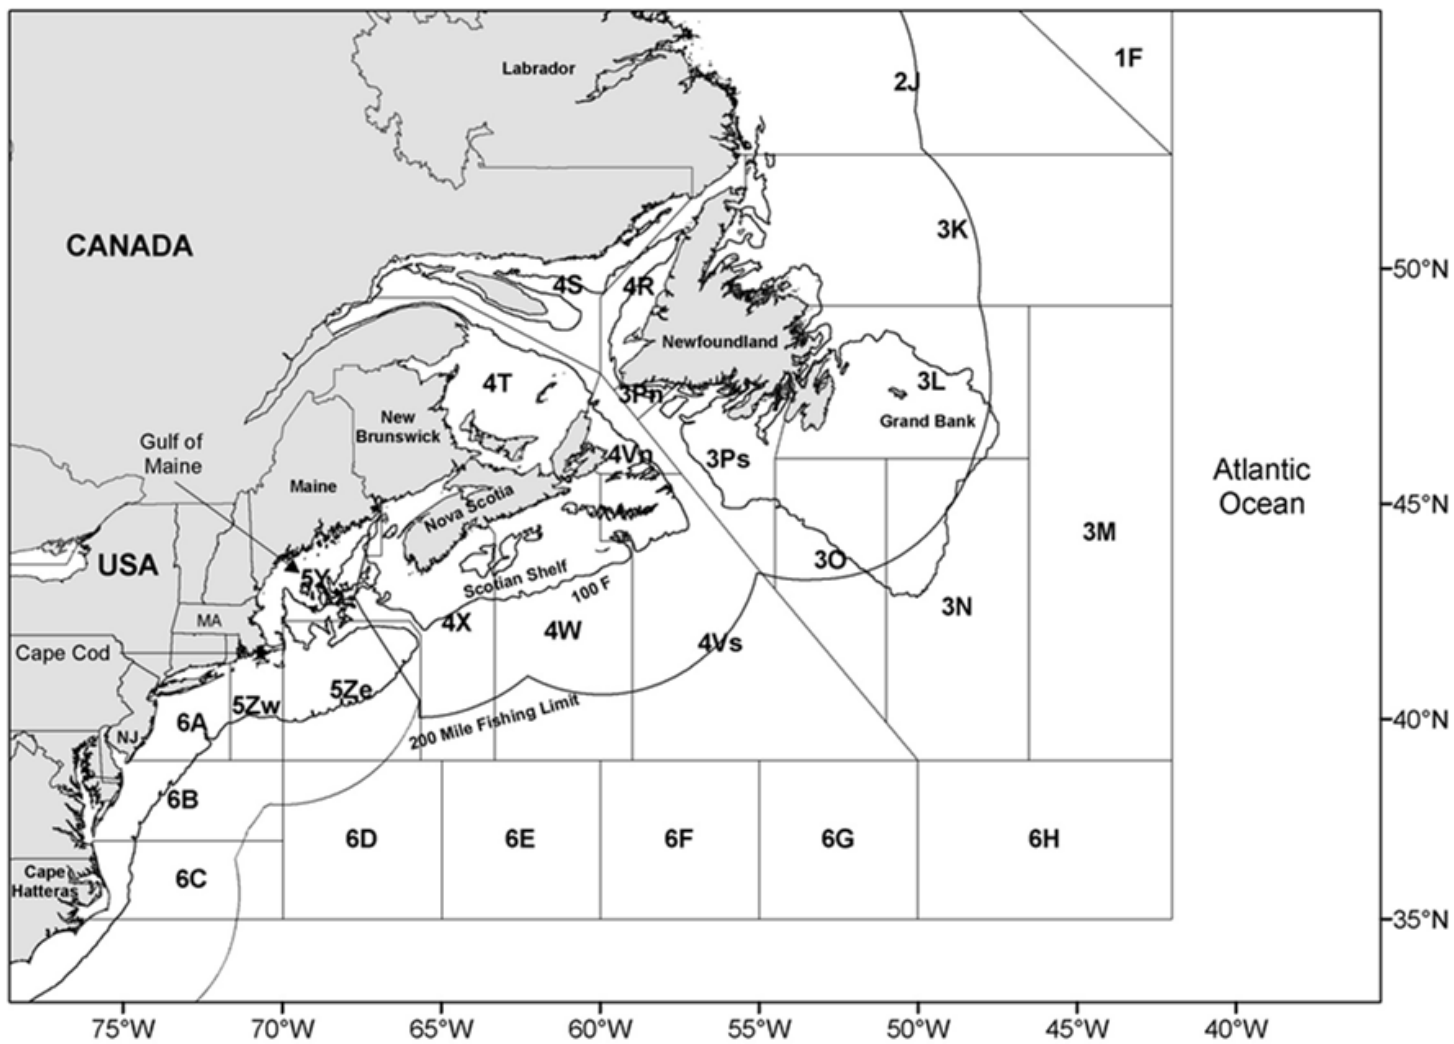 Labrador
2J
1F
CANADA
3K
50°N
4S
4R
Newfoundland
4T
3Pn
3L
Grand Bank
New
Brunswick
Gulf of
Maine
4Vn
3Ps
Maine
Nova Scotia
Atlantic
Ocean
45°N
USA
3M
5Y
Scotian Shelf
100 F
3O
3N
MA
4X
4W
4Vs
Cape Cod
5Ze
5Zw
6A
200 Mile Fishing Limit
40°N
NJ
6B
6D
6E
6F
6G
6H
Cape
Hatteras
6C
35°N
75°W
70°W
65°W
60°W
55°W
50°W
45°W
40°W